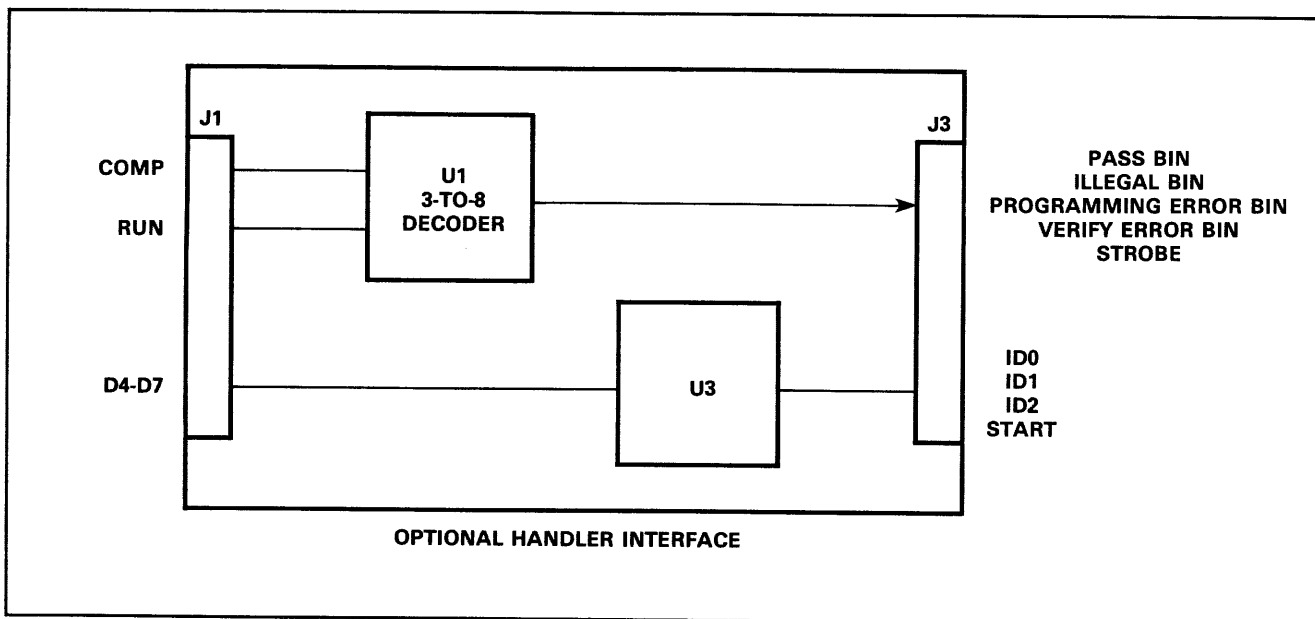 J1
COMP
RUN
D4-D7
U1
3-TO-8
DECODER
U3
J3
PASS BIN
ILLEGAL BIN
PROGRAMMING ERROR BIN
VERIFY ERROR BIN
STROBE
ID0
ID1
ID2
START
OPTIONAL HANDLER INTERFACE